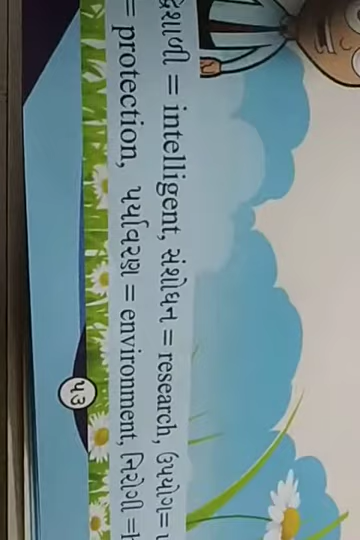 = intelligent, સંશોધન = research, ઉપયોગ =
= protection, પર્યાવરણ = environment, નિરોગી =
૫૩